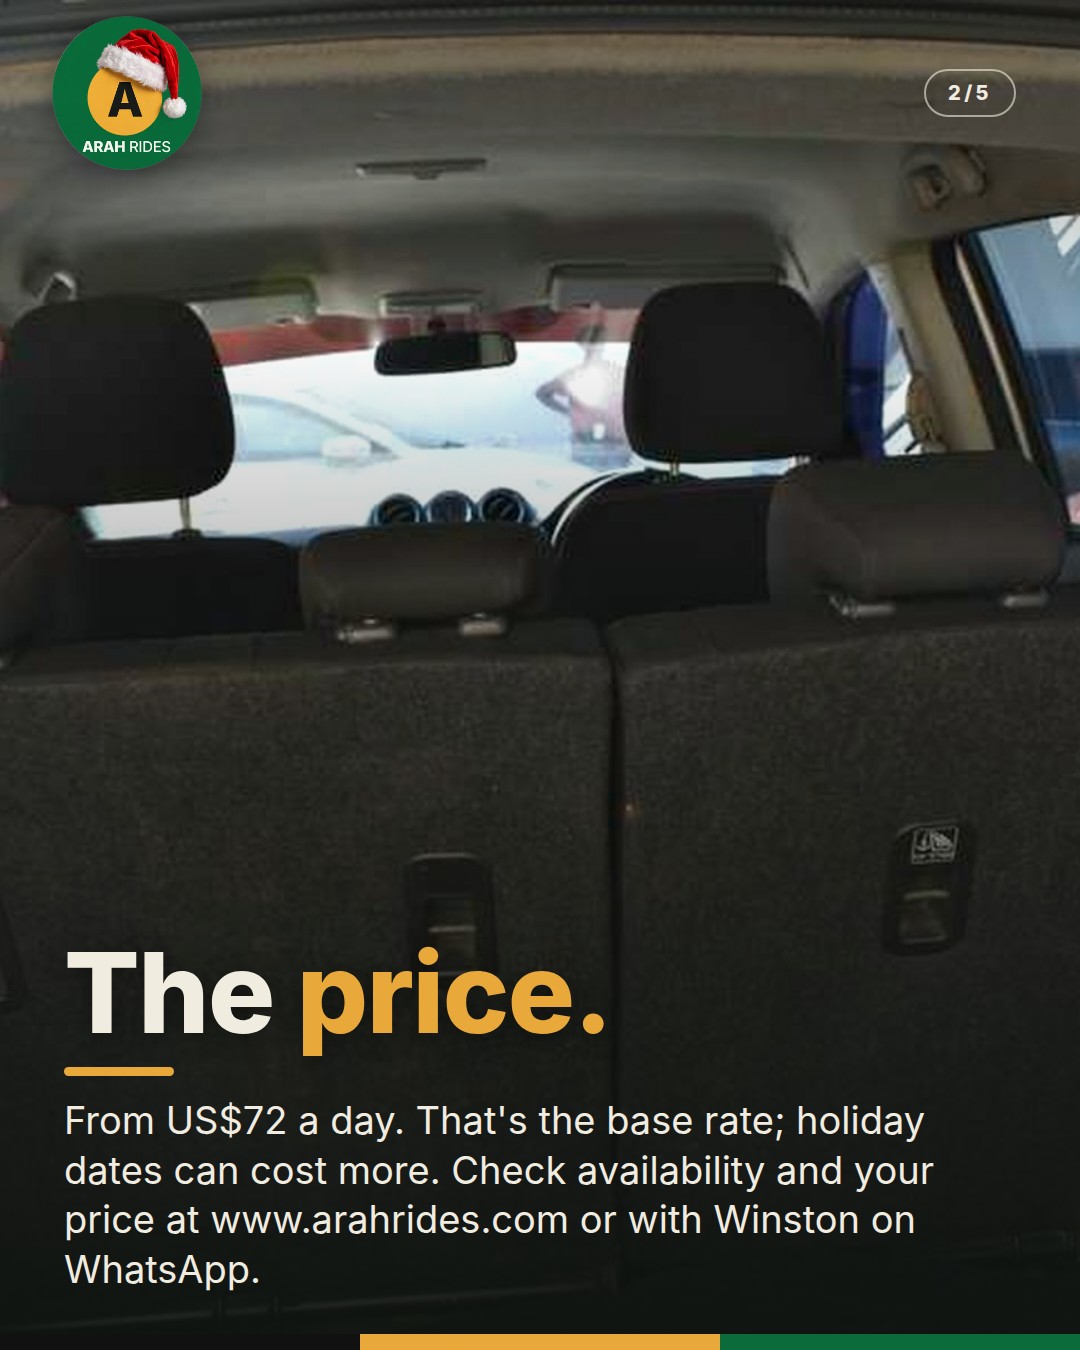 A
ARAH RIDES
2/5
The price.
From US$72 a day. That's the base rate; holiday
dates can cost more. Check availability and your
price at www.arahrides.com or with Winston on
WhatsApp.